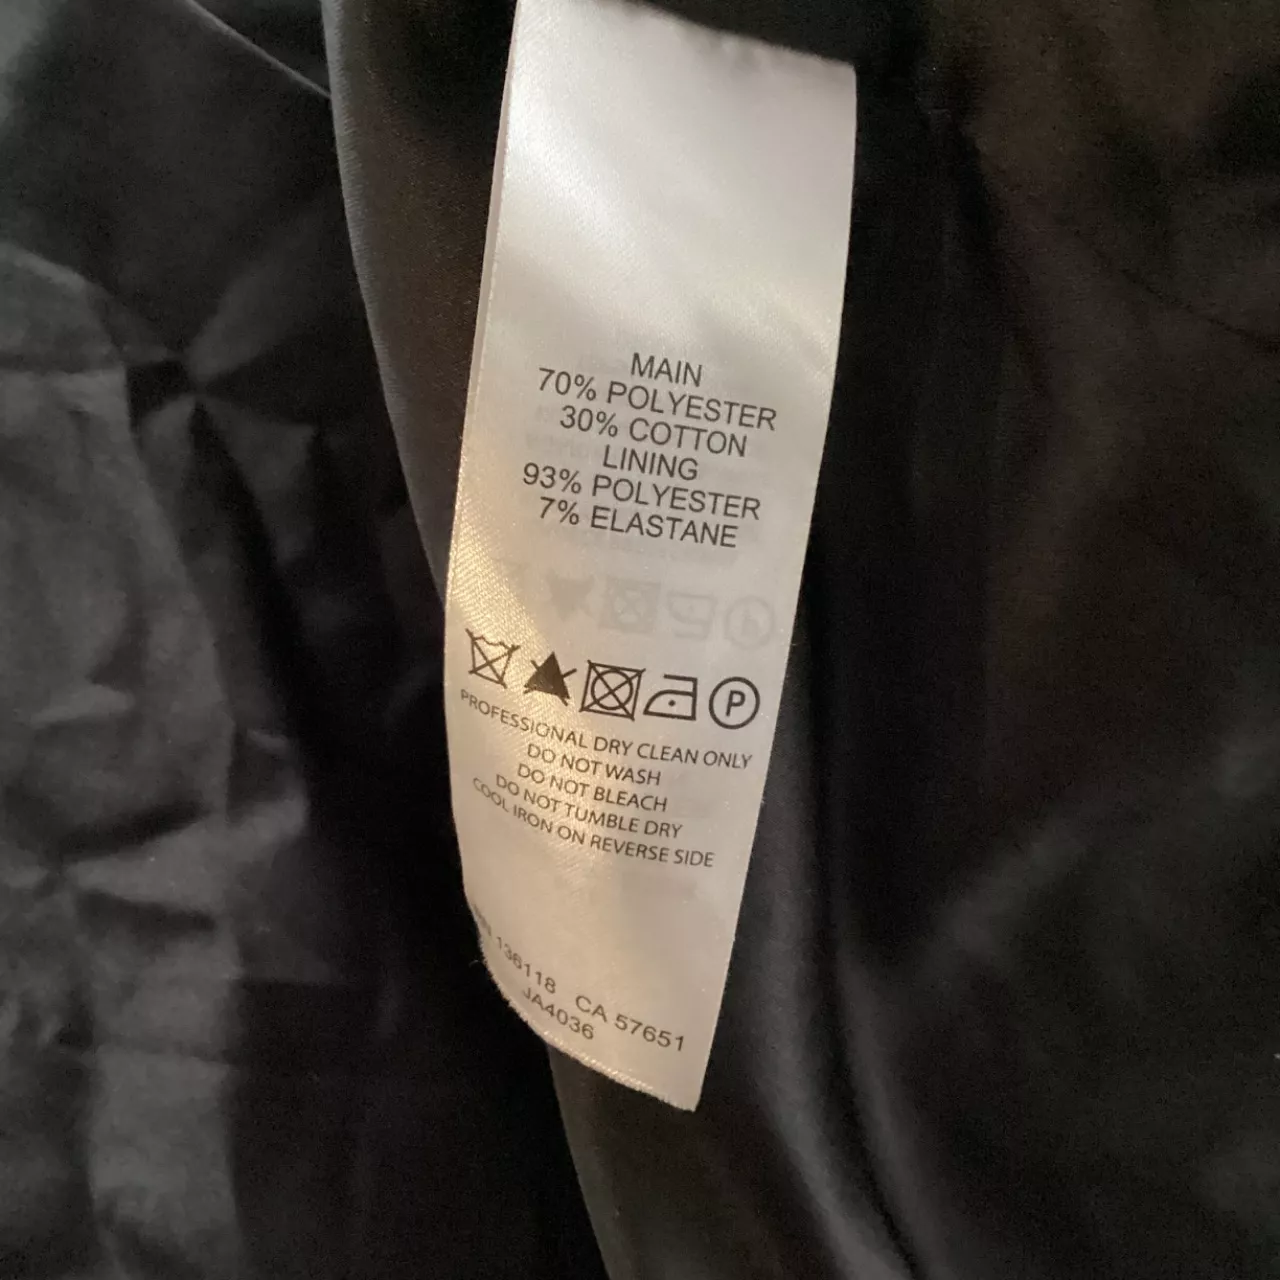 MAIN
70% POLYESTER
30% COTTON
LINING
93% POLYESTER
7% ELASTANE
P
PROFESSIONAL DRY CLEAN ONLY
DO NOT WASH
DO NOT BLEACH
DO NOT TUMBLE DRY
COOL IRON ON REVERSE SIDE
136118 CA 57651
JA4036